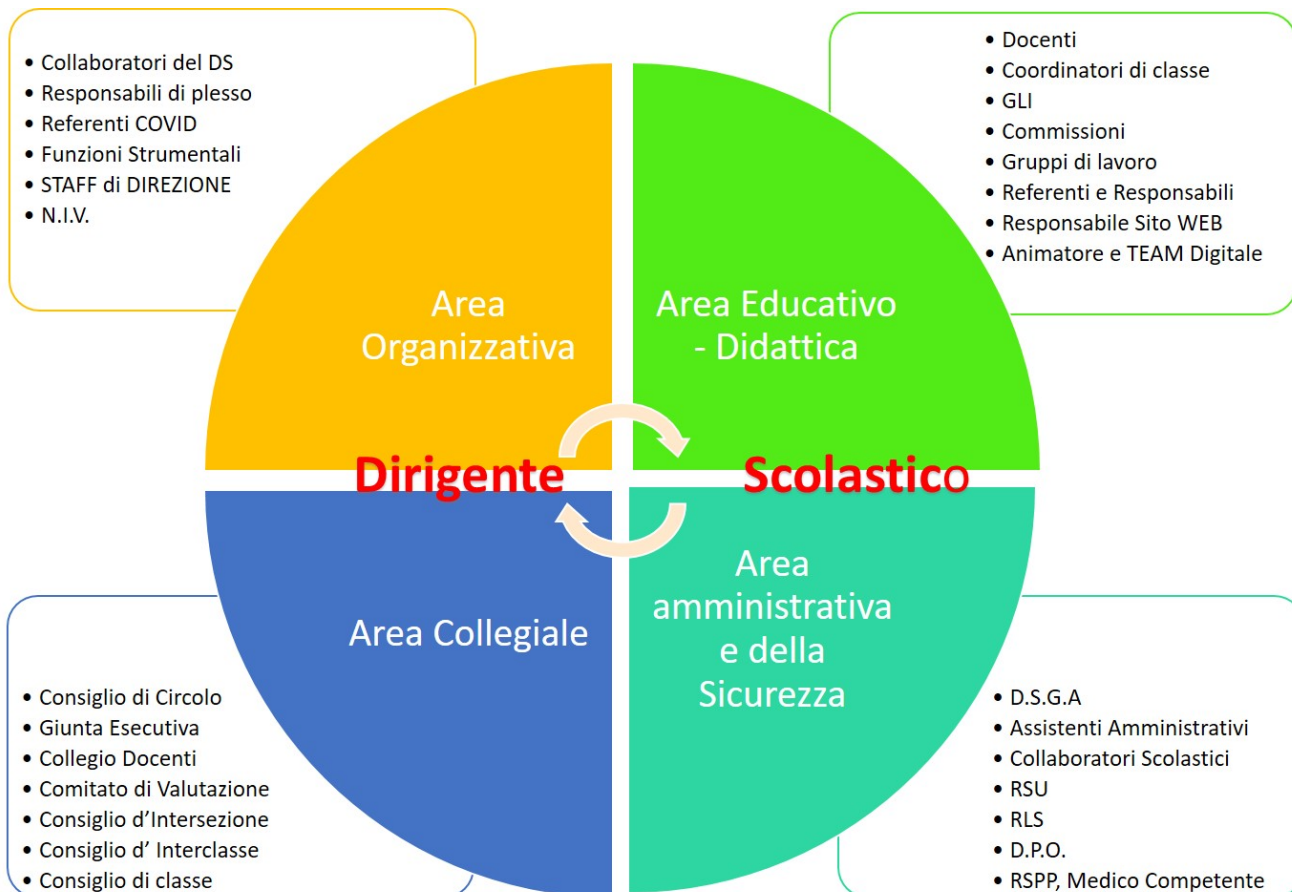 • Collaboratori del DS
• Responsabili di plesso
• Referenti COVID
• Funzioni Strumentali
• STAFF di DIREZIONE
• N.I.V.
• Docenti
• Coordinatori di classe
• GLI
• Commissioni
• Gruppi di lavoro
• Referenti e Responsabili
• Responsabile Sito WEB
• Animatore e TEAM Digitale
Area
Organizzativa
Area Educativo
- Didattica
Dirigente Scolastico
Area Collegiale
Area
amministrativa
e della
Sicurezza
• Consiglio di Circolo
• Giunta Esecutiva
• Collegio Docenti
• Comitato di Valutazione
• Consiglio d’Intersezione
• Consiglio d’ Interclasse
• Consiglio di classe
• D.S.G.A
• Assistenti Amministrativi
• Collaboratori Scolastici
• RSU
• RLS
• D.P.O.
• RSPP, Medico Competente